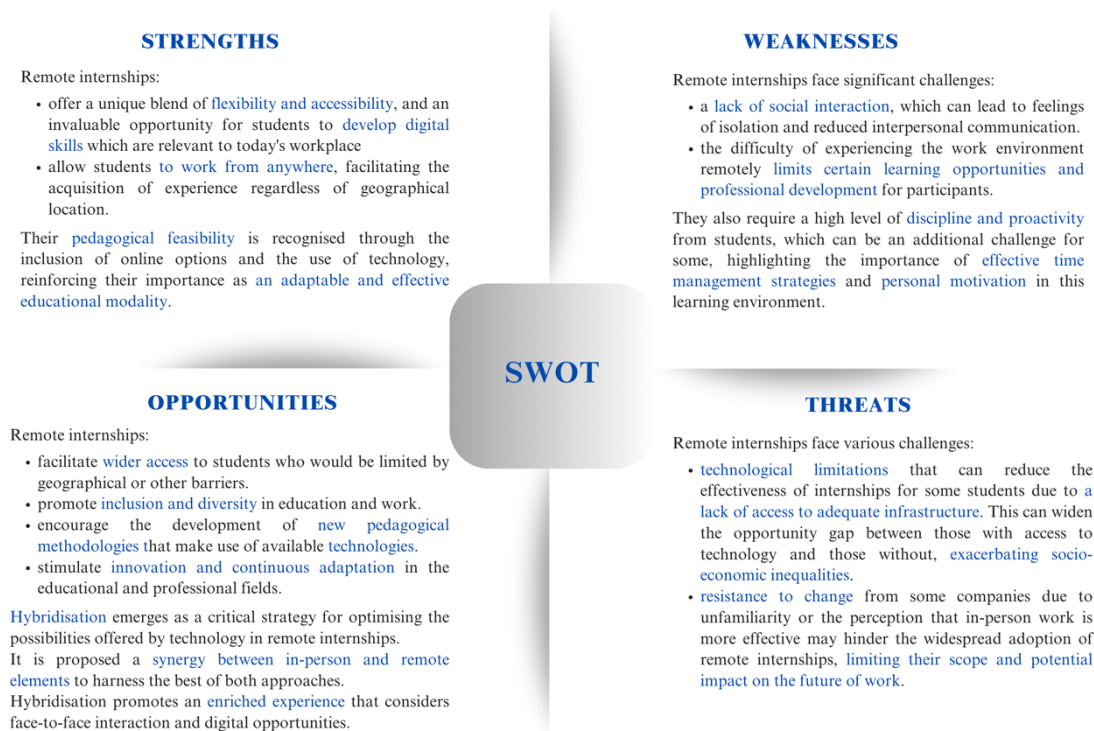 STRENGTHS
Remote internships:
• offer a unique blend of flexibility and accessibility, and an
invaluable opportunity for students to develop digital
skills which are relevant to today's workplace
• allow students to work from anywhere, facilitating the
acquisition of experience regardless of geographical
location.
Their pedagogical feasibility is recognised through the
inclusion of online options and the use of technology,
reinforcing their importance as an adaptable and effective
educational modality.
WEAKNESSES
Remote internships face significant challenges:
• a lack of social interaction, which can lead to feelings
of isolation and reduced interpersonal communication.
• the difficulty of experiencing the work environment
remotely limits certain learning opportunities and
professional development for participants.
They also require a high level of discipline and proactivity
from students, which can be an additional challenge for
some, highlighting the importance of effective time
management strategies and personal motivation in this
learning environment.
SWOT
OPPORTUNITIES
Remote internships:
• facilitate wider access to students who would be limited by
geographical or other barriers.
• promote inclusion and diversity in education and work.
• encourage the development of new pedagogical
methodologies that make use of available technologies.
• stimulate innovation and continuous adaptation in the
educational and professional fields.
Hybridisation emerges as a critical strategy for optimising the
possibilities offered by technology in remote internships.
It is proposed a synergy between in-person and remote
elements to harness the best of both approaches.
Hybridisation promotes an enriched experience that considers
face-to-face interaction and digital opportunities.
THREATS
Remote internships face various challenges:
• technological limitations that can reduce the
effectiveness of internships for some students due to a
lack of access to adequate infrastructure. This can widen
the opportunity gap between those with access to
technology and those without, exacerbating socio-
economic inequalities.
• resistance to change from some companies due to
unfamiliarity or the perception that in-person work is
more effective may hinder the widespread adoption of
remote internships, limiting their scope and potential
impact on the future of work.